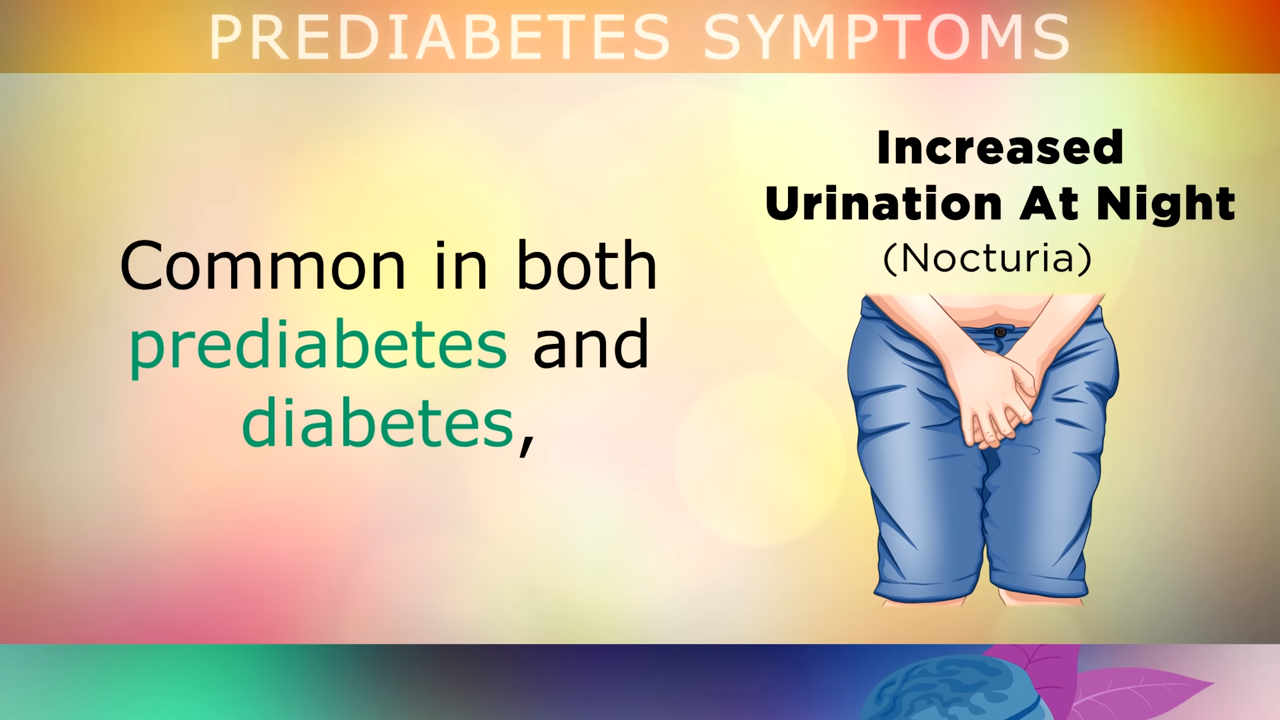 PREDIABETES SYMPTOMS
Common in both
prediabetes and
diabetes,
Increased
Urination At Night
(Nocturia)